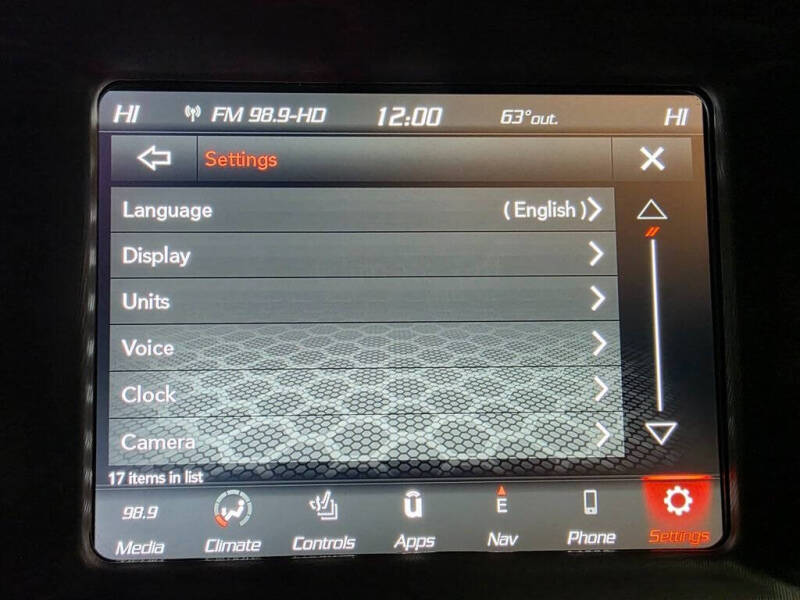 HI FM 98.9-HD 12:00 63°out. HI
Settings
Language (English)
Display
Units
Voice
Clock
Camera
17 items in list
98.9 u E
Media Climate Controls Apps Nav Phone Settings